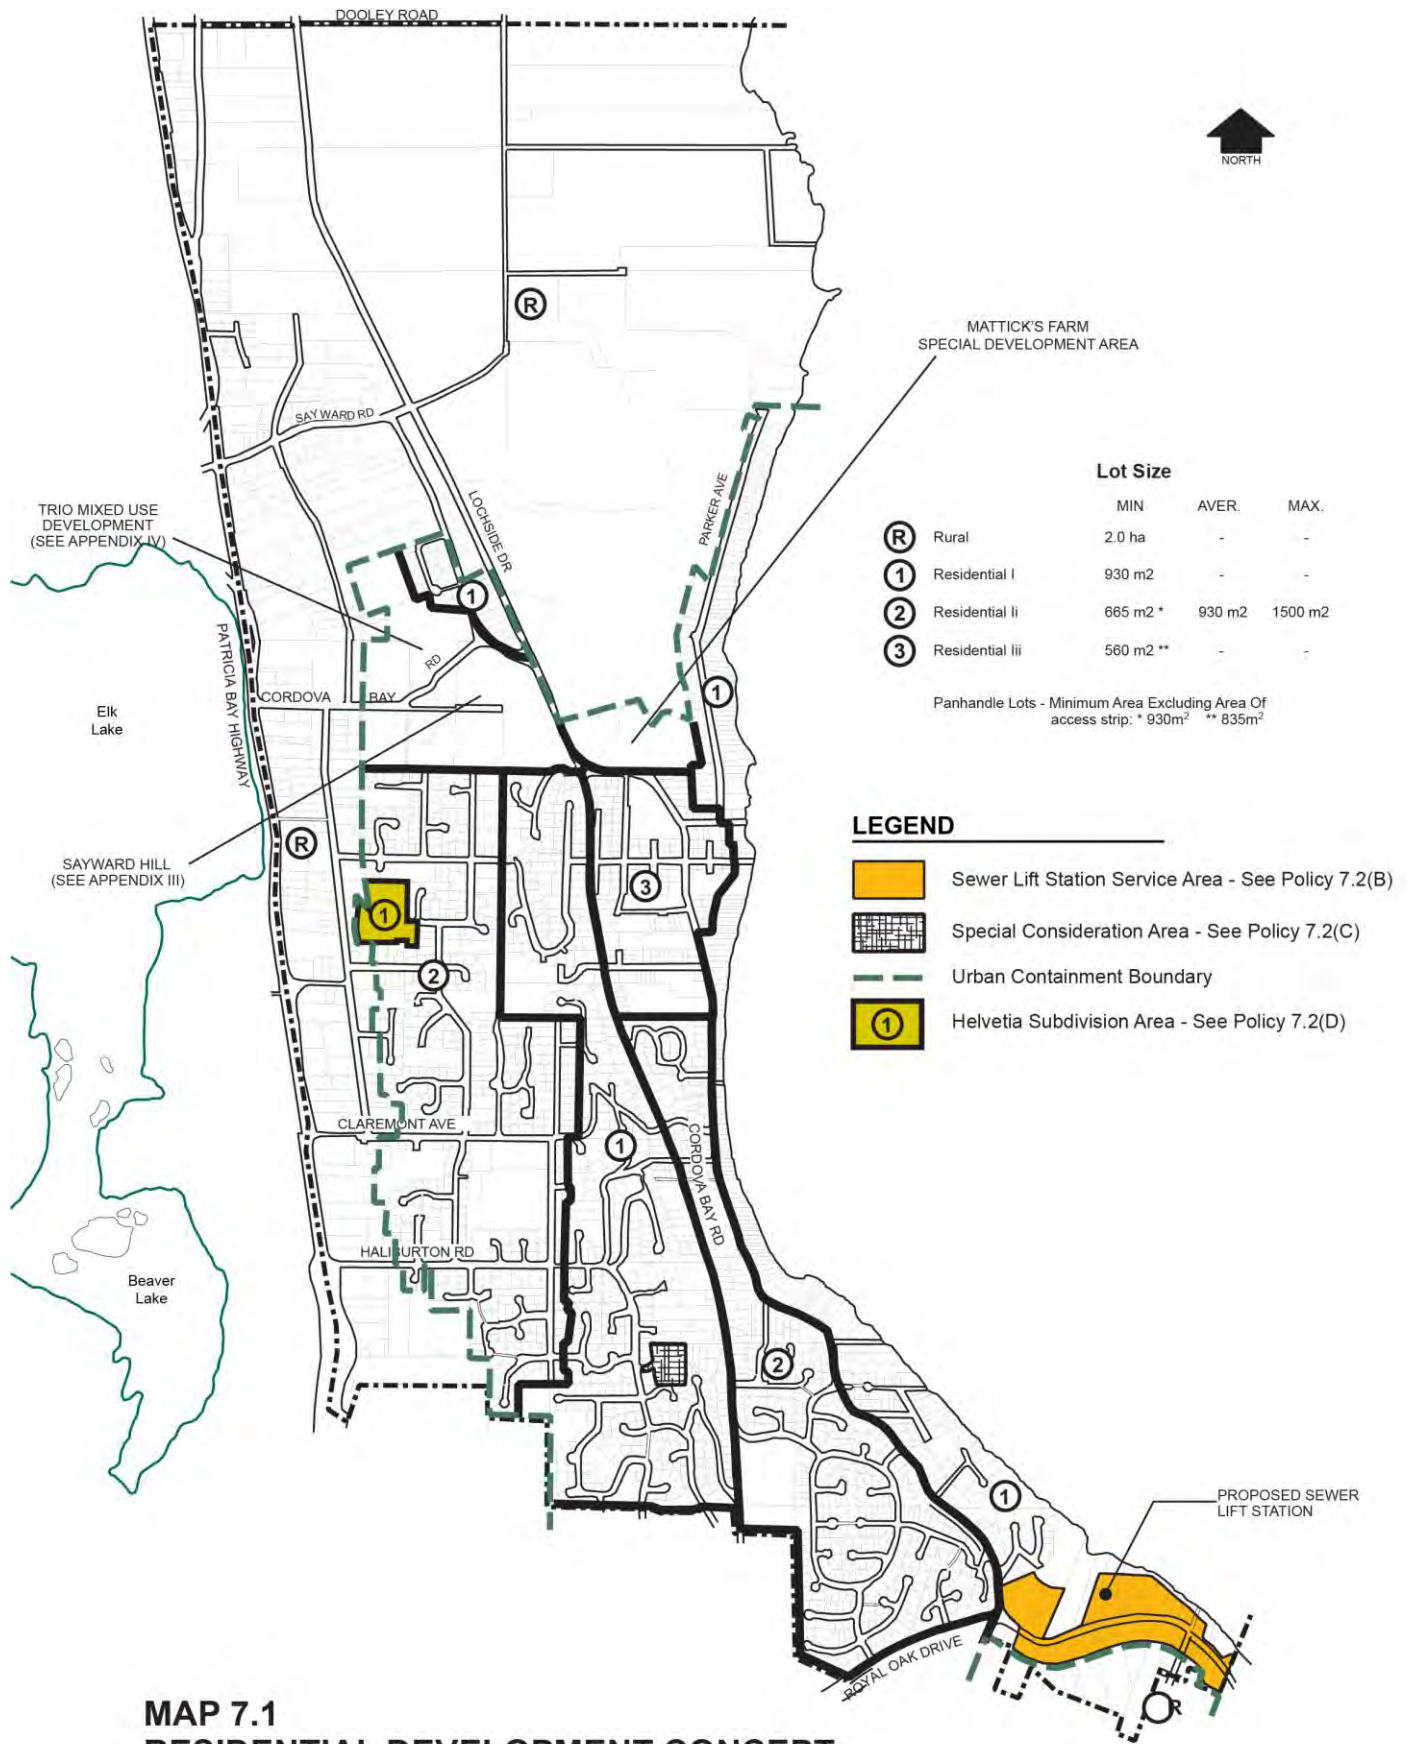 DOOLEY ROAD
NORTH
R
MATTICK'S FARM
SPECIAL DEVELOPMENT AREA
SAYWARD RD
PARKER AVE
LOCHSIDE DR
TRIO MIXED USE
DEVELOPMENT
(SEE APPENDIX IV)
Lot Size
MIN AVER. MAX.
R Rural 2.0 ha - -
1 Residential I 930 m2 - -
2 Residential Ii 665 m2 * 930 m2 1500 m2
3 Residential Iii 560 m2 ** - -
Panhandle Lots - Minimum Area Excluding Area Of
access strip: * 930m² ** 835m²
1
PATRICIA BAY HIGHWAY
RD
CORDOVA BAY
1
Elk
Lake
R
SAYWARD HILL
(SEE APPENDIX III)
3
1
2
LEGEND
Sewer Lift Station Service Area - See Policy 7.2(B)
Special Consideration Area - See Policy 7.2(C)
Urban Containment Boundary
1 Helvetia Subdivision Area - See Policy 7.2(D)
CLAREMONT AVE
1
CORDOVA BAY RD
HALIBURTON RD
Beaver
Lake
2
1
PROPOSED SEWER
LIFT STATION
ROYAL OAK DRIVE
R
MAP 7.1
RESIDENTIAL DEVELOPMENT CONCEPT